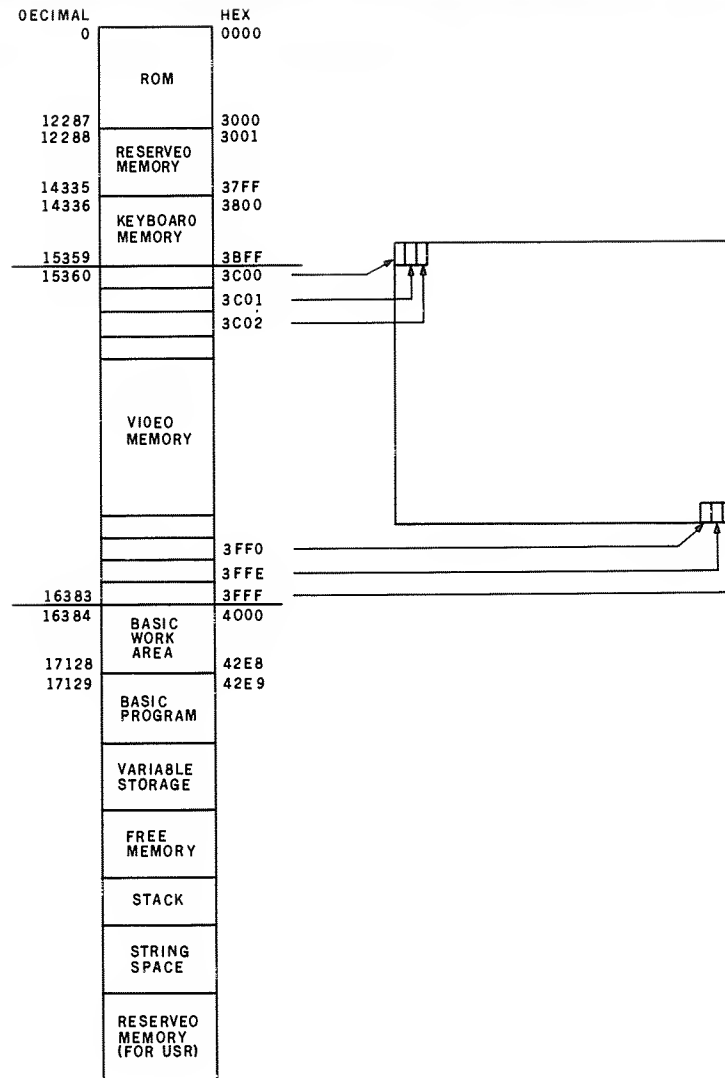 OECIMAL HEX
0 0000
ROM
12287 3000
12288 3001
RESERVEO
MEMORY
14335 37FF
14336 3800
KEYBOARO
MEMORY
15359 3BFF
15360 3C00
3C01
3C02
VIOEO
MEMORY
3FF0
3FFE
16383 3FFF
16384 4000
BASIC
WORK
AREA
17128 42E8
17129 42E9
BASIC
PROGRAM
VARIA8LE
STORAGE
FREE
MEMORY
STACK
STRING
SPACE
RESERVEO
MEMORY
(FOR USR)